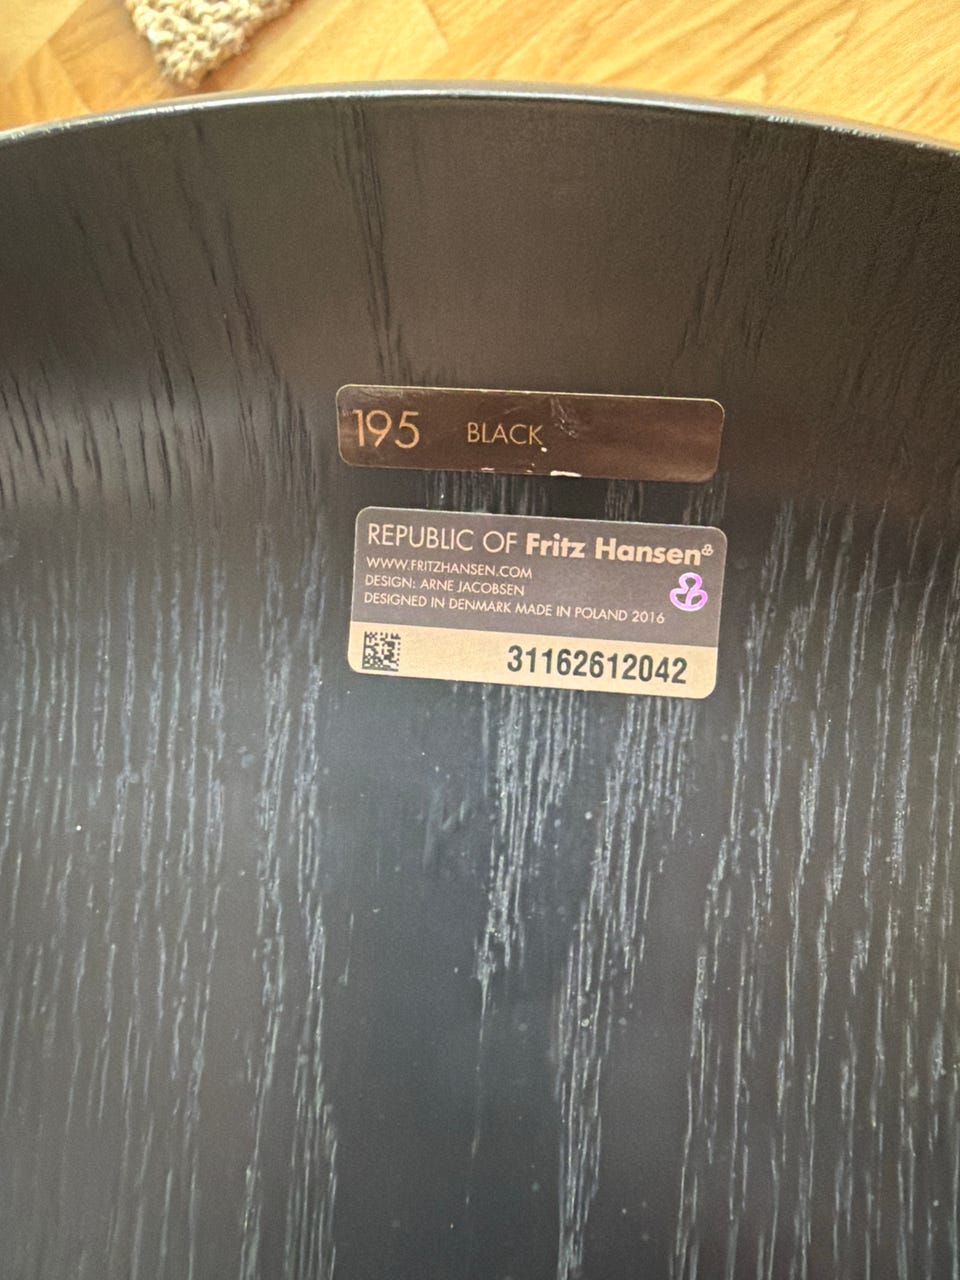 195 BLACK
REPUBLIC OF Fritz Hansen
WWW.FRITZHANSEN.COM
DESIGN: ARNE JACOBSEN
DESIGNED IN DENMARK MADE IN POLAND 2016
31162612042